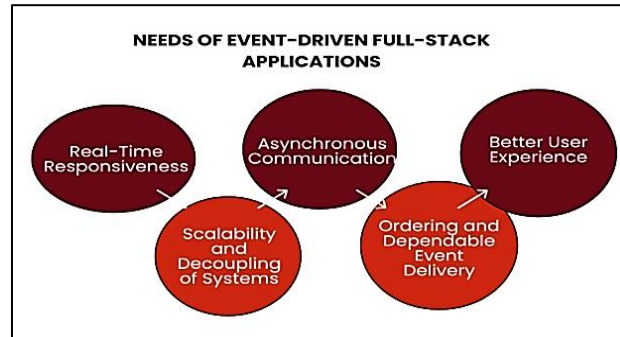 NEEDS OF EVENT-DRIVEN FULL-STACK
APPLICATIONS
Real-Time
Responsiveness
Scalability
and
Decoupling
of Systems
Asynchronous
Communication
Ordering and
Dependable
Event
Delivery
Better User
Experience